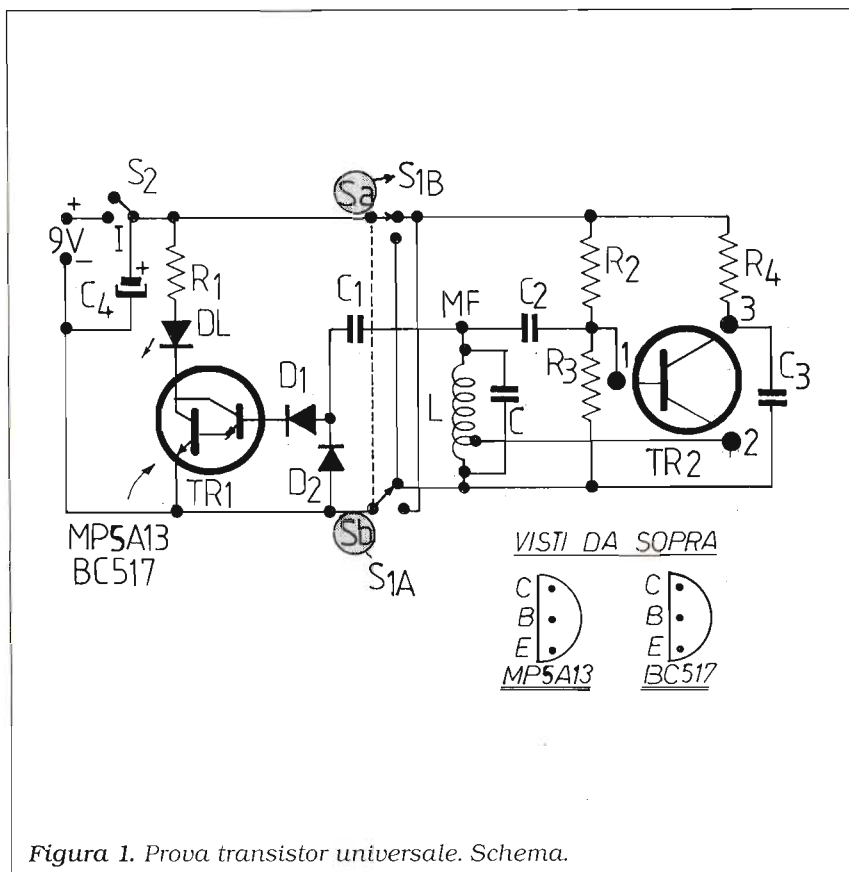 S2
Sa
S1B
+
9V
I
–
+
C4
R1
DL
C1
MF
C2
R2
R4
3
D1
L
C
R3
1
C3
D2
TR1
TR2
2
MP5A13
BC517
Sb
S1A
VISTI DA SOPRA
C
B
E
MP5A13
C
B
E
BC517
Figura 1. Prova transistor universale. Schema.